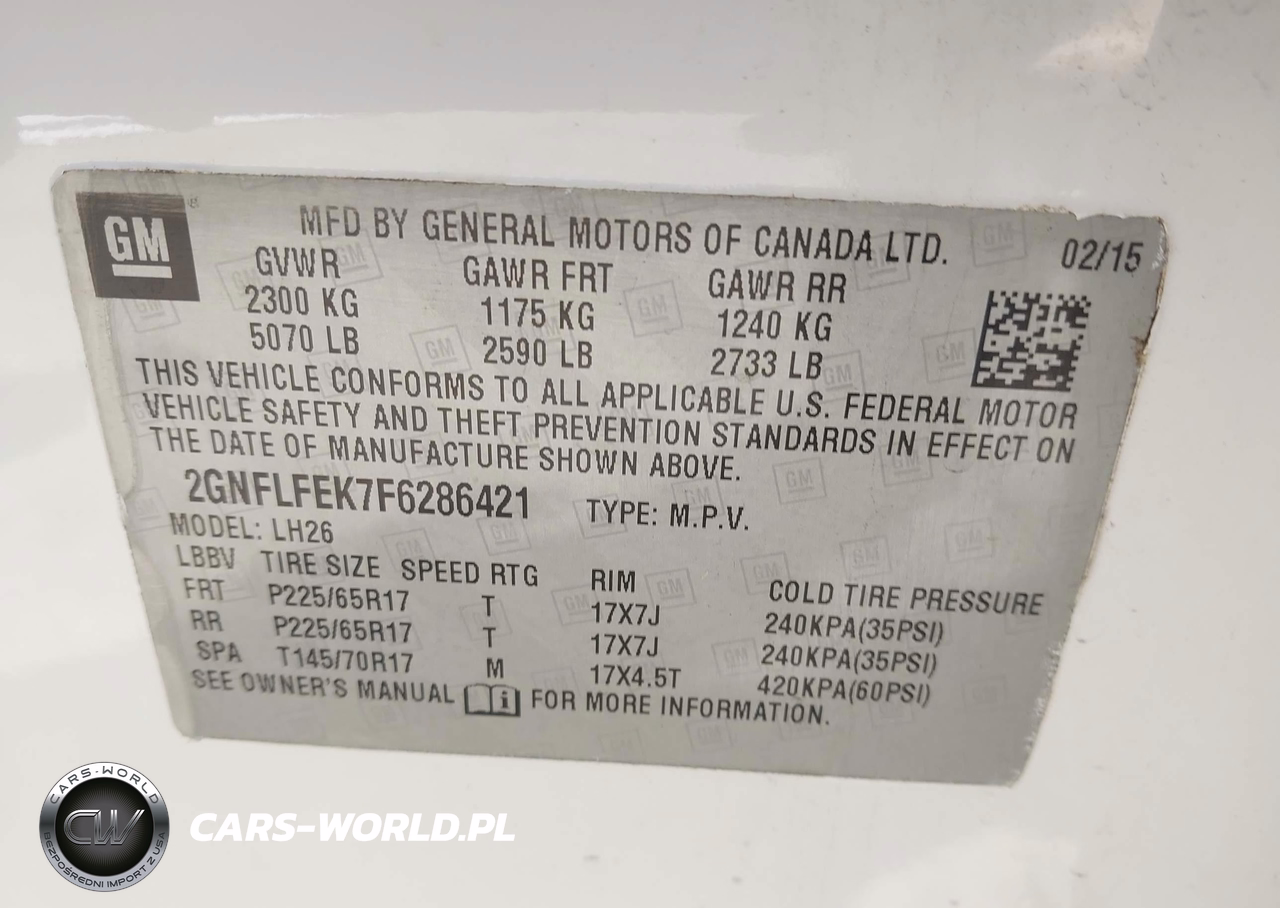 GM
MFD BY GENERAL MOTORS OF CANADA LTD. 02/15
GVWR GAWR FRT GAWR RR
2300 KG 1175 KG 1240 KG
5070 LB 2590 LB 2733 LB
THIS VEHICLE CONFORMS TO ALL APPLICABLE U.S. FEDERAL MOTOR
VEHICLE SAFETY AND THEFT PREVENTION STANDARDS IN EFFECT ON
THE DATE OF MANUFACTURE SHOWN ABOVE.
2GNFLFEK7F6286421 TYPE: M.P.V.
MODEL: LH26
LBBV TIRE SIZE SPEED RTG RIM COLD TIRE PRESSURE
FRT P225/65R17 T 17X7J 240KPA(35PSI)
RR P225/65R17 T 17X7J 240KPA(35PSI)
SPA T145/70R17 M 17X4.5T 420KPA(60PSI)
SEE OWNER'S MANUAL i FOR MORE INFORMATION.
CARS-WORLD
CW
BEZPOŚREDNI IMPORT Z USA
CARS-WORLD.PL